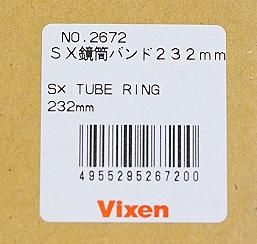 NO.2672
SX鏡筒バンド232mm
SX TUBE RING
232mm
4955295267200
Vixen